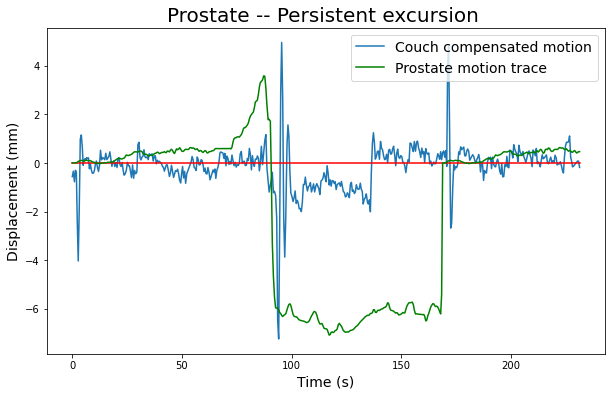 Prostate -- Persistent excursion
Couch compensated motion
Prostate motion trace
Displacement (mm)
4
2
0
−2
−4
−6
0
50
100
150
200
Time (s)